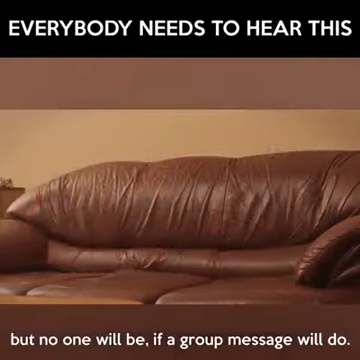 EVERYBODY NEEDS TO HEAR THIS
but no one will be, if a group message will do.